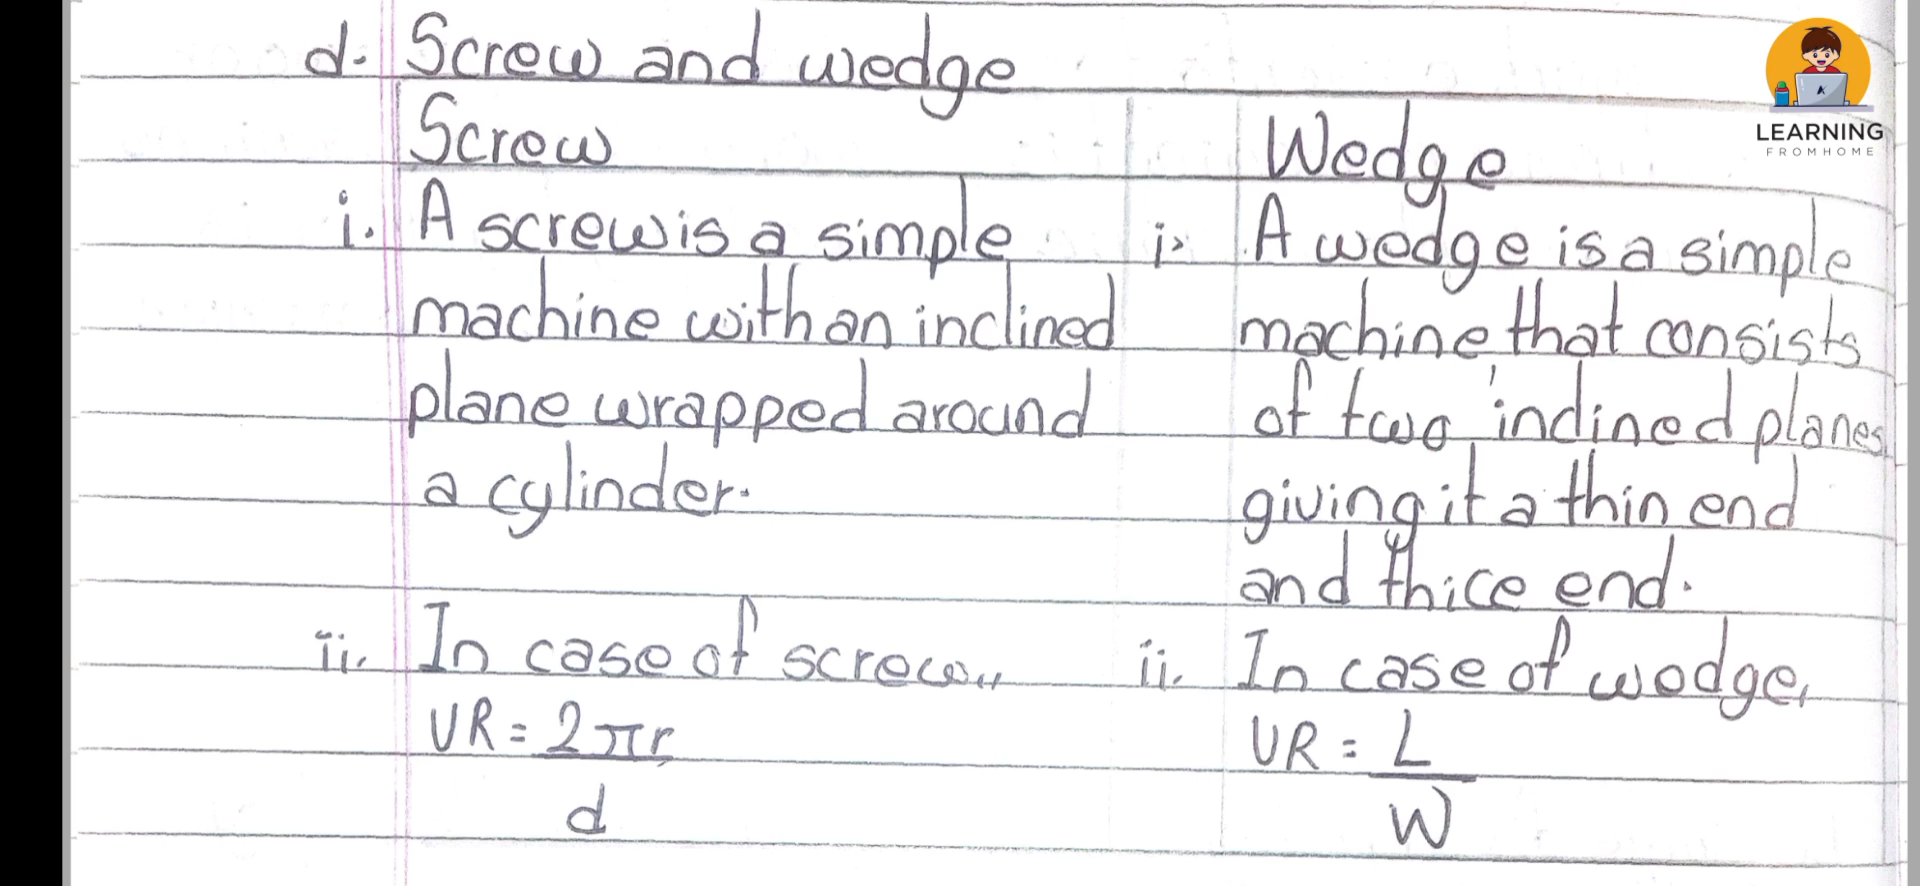 d. Screw and wedge
LEARNING
FROMHOME
Screw
i. A screw is a simple
machine with an inclined
plane wrapped around
a cylinder.
ii. In case of screw,,
VR = 2πr
d
Wedge
i. A wedge is a simple
machine that consists
of two inclined planes
giving it a thin end
and thice end.
ii. In case of wedge,
VR = L
W